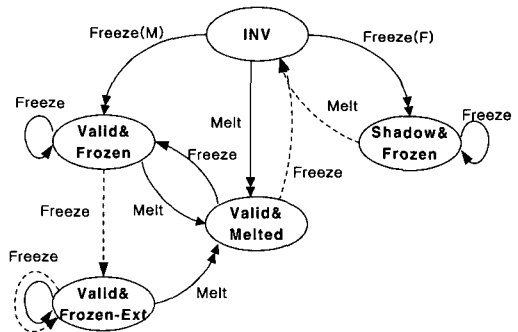 INV
Freeze(M)
Freeze(F)
Freeze
Melt
Melt
Freeze
Valid&
Frozen
Freeze
Shadow&
Frozen
Freeze
Freeze
Melt
Valid&
Melted
Freeze
Valid&
Frozen-Ext
Melt